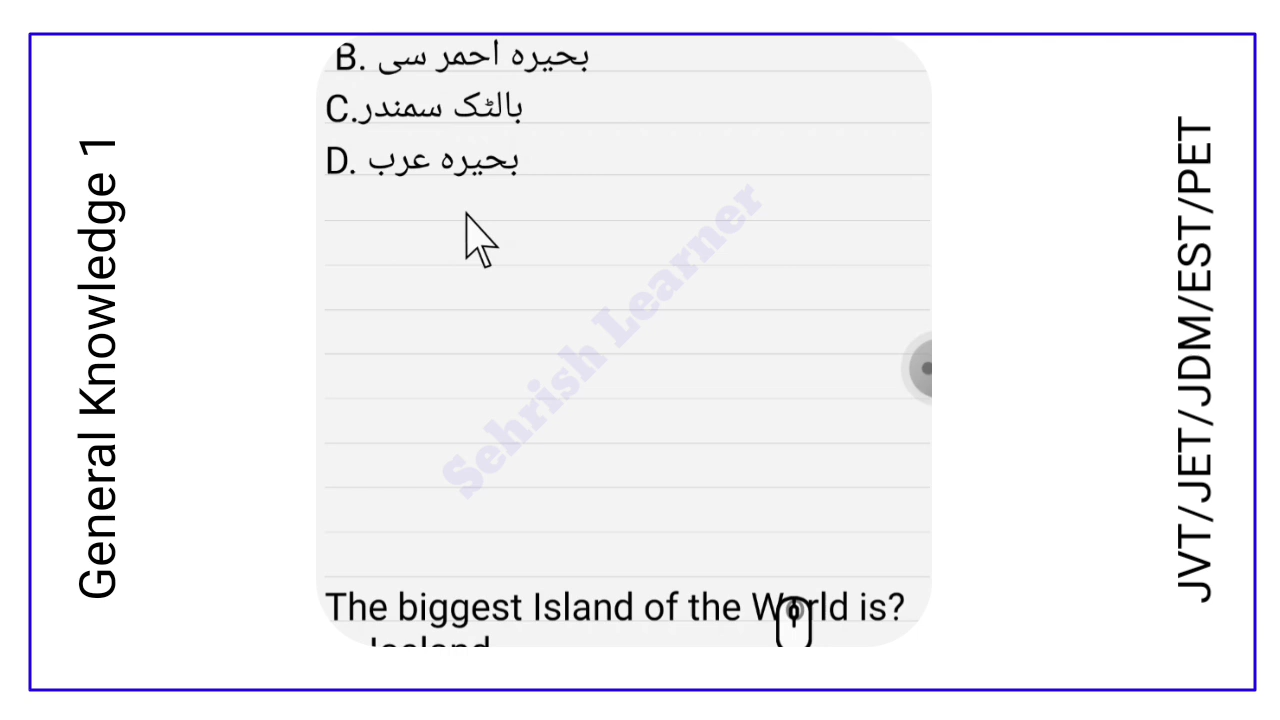 General Knowledge 1
B. بحیرہ احمر سی
C.بالٹک سمندر
D. بحیرہ عرب
Sehrish Learner
The biggest Island of the World is?
JVT/JET/JDM/EST/PET